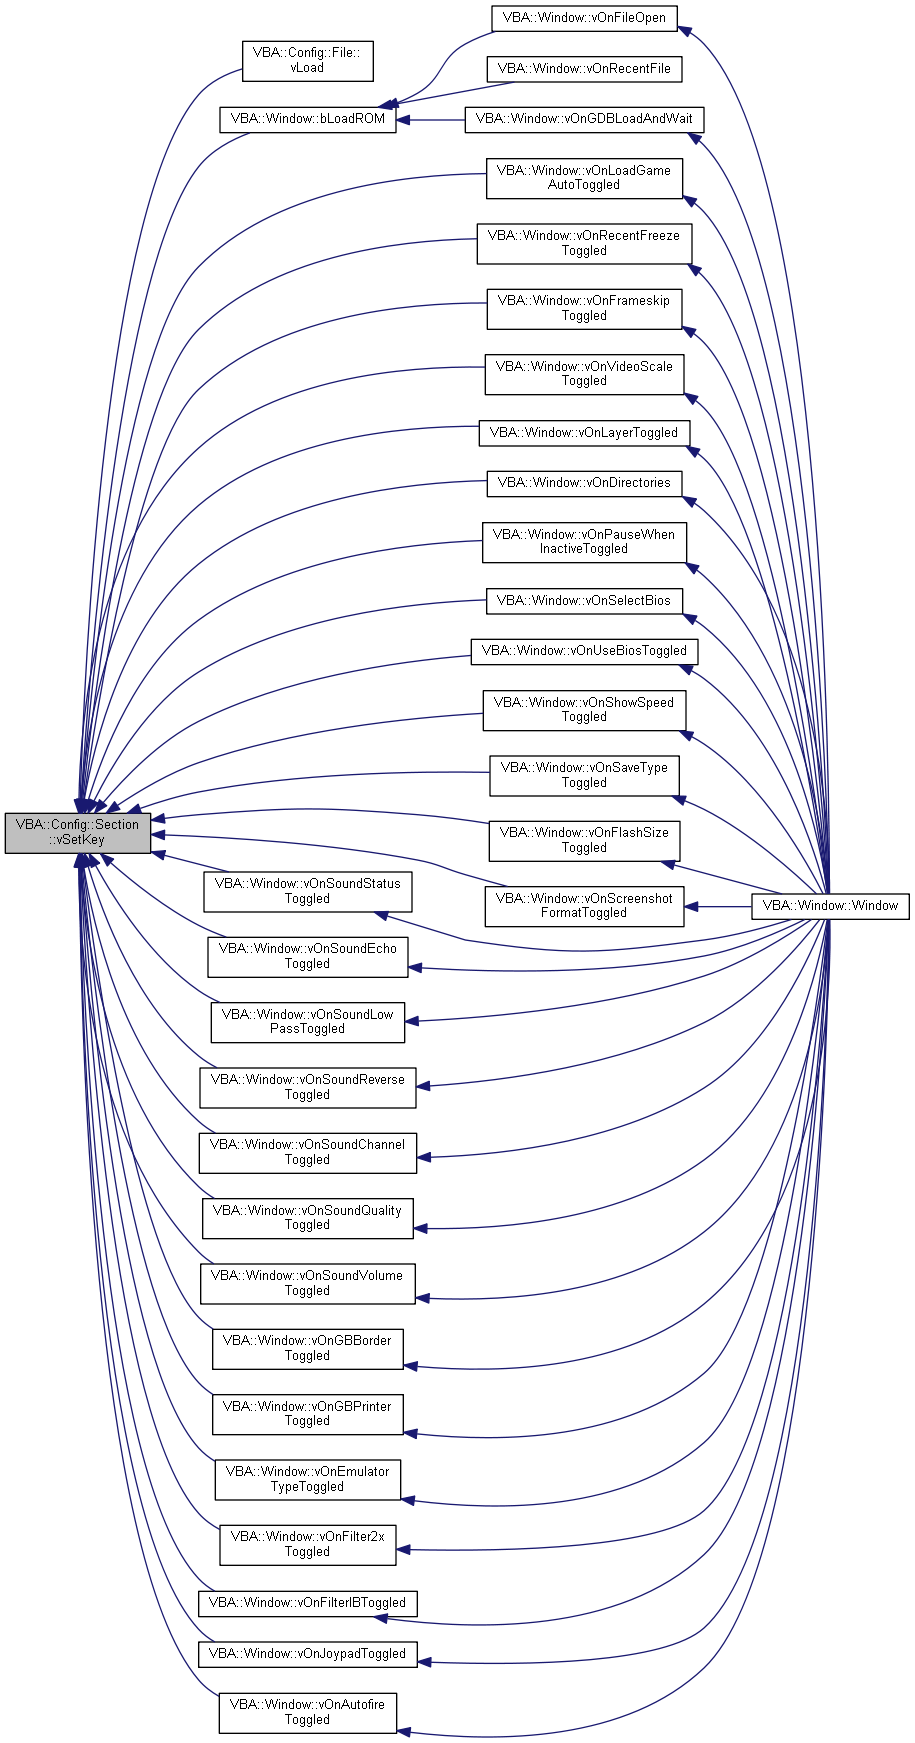 VBA::Window::vOnFileOpen
VBA::Config::File::
vLoad
VBA::Window::vOnRecentFile
VBA::Window::bLoadROM
VBA::Window::vOnGDBLoadAndWait
VBA::Window::vOnLoadGame
AutoToggled
VBA::Window::vOnRecentFreeze
Toggled
VBA::Window::vOnFrameskip
Toggled
VBA::Window::vOnVideoScale
Toggled
VBA::Window::vOnLayerToggled
VBA::Window::vOnDirectories
VBA::Window::vOnPauseWhen
InactiveToggled
VBA::Window::vOnSelectBios
VBA::Window::vOnUseBiosToggled
VBA::Window::vOnShowSpeed
Toggled
VBA::Window::vOnSaveType
Toggled
VBA::Config::Section
::vSetKey
VBA::Window::vOnFlashSize
Toggled
VBA::Window::vOnSoundStatus
Toggled
VBA::Window::vOnScreenshot
FormatToggled
VBA::Window::Window
VBA::Window::vOnSoundEcho
Toggled
VBA::Window::vOnSoundLow
PassToggled
VBA::Window::vOnSoundReverse
Toggled
VBA::Window::vOnSoundChannel
Toggled
VBA::Window::vOnSoundQuality
Toggled
VBA::Window::vOnSoundVolume
Toggled
VBA::Window::vOnGBBorder
Toggled
VBA::Window::vOnGBPrinter
Toggled
VBA::Window::vOnEmulator
TypeToggled
VBA::Window::vOnFilter2x
Toggled
VBA::Window::vOnFilterIBToggled
VBA::Window::vOnJoypadToggled
VBA::Window::vOnAutofire
Toggled